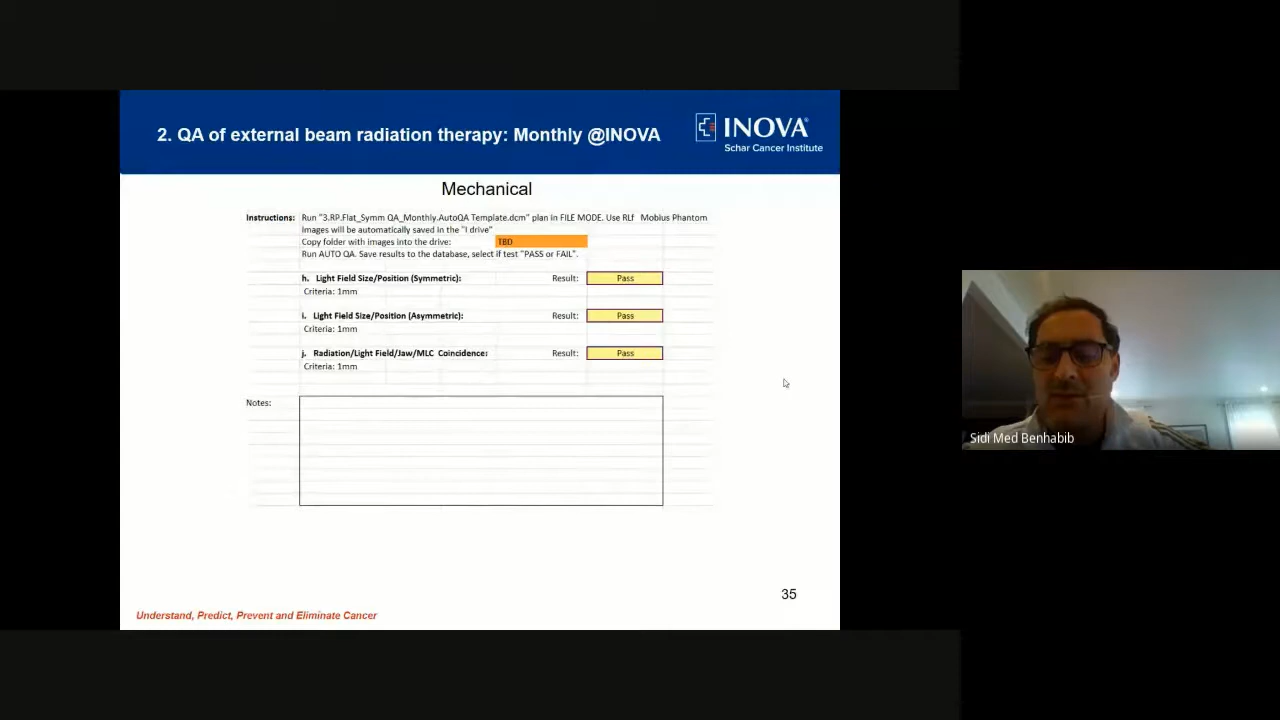 2. QA of external beam radiation therapy: Monthly @INOVA
INOVA
Schar Cancer Institute
Mechanical
Instructions: Run "3.RP.Flat_Symm QA_Monthly.AutoQA Template.dcm" plan in FILE MODE. Use RLf Mobius Phantom
Images will be automatically saved in the "I drive"
Copy folder with images into the drive: TBD
Run AUTO QA. Save results to the database, select if test "PASS or FAIL".
h. Light Field Size/Position (Symmetric): Result: Pass
Criteria: 1mm
i. Light Field Size/Position (Asymmetric): Result: Pass
Criteria: 1mm
j. Radiation/Light Field/Jaw/MLC Coincidence: Result: Pass
Criteria: 1mm
Notes:
Sidi Med Benhabib
35
Understand, Predict, Prevent and Eliminate Cancer